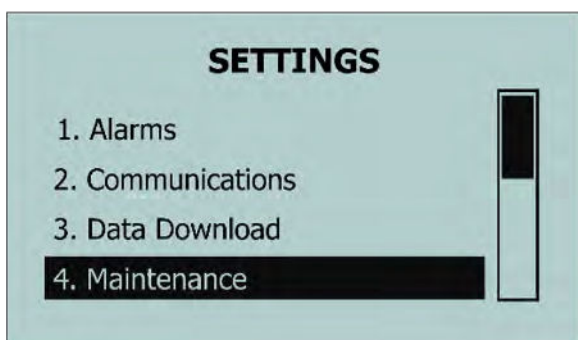 SETTINGS
1. Alarms
2. Communications
3. Data Download
4. Maintenance